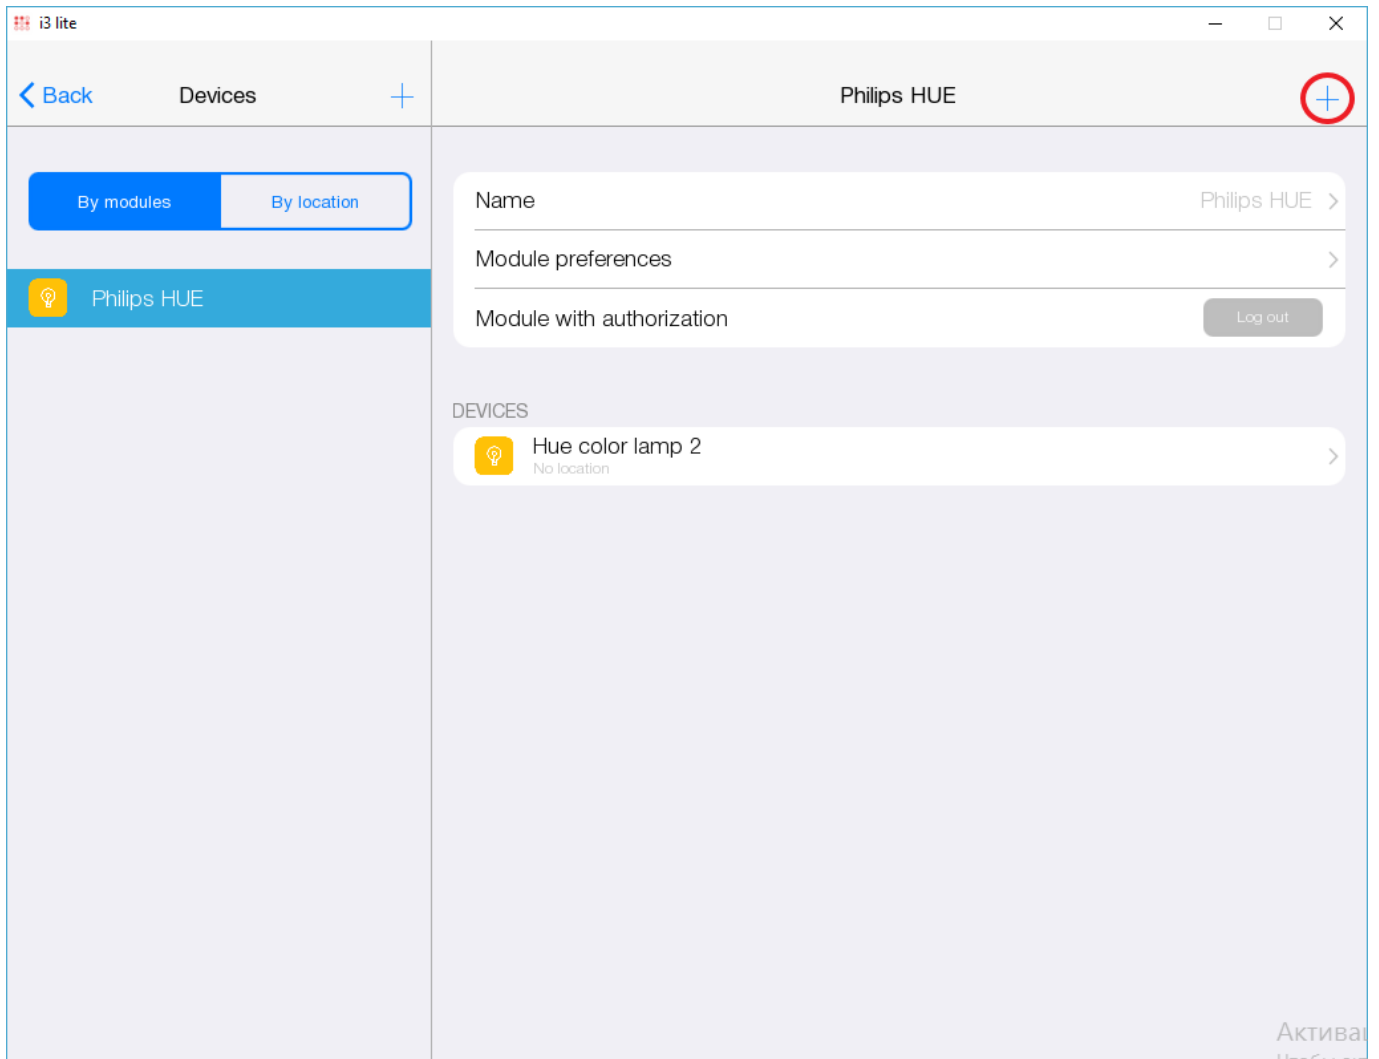 i3 lite
Back
Devices
Philips HUE
By modules
By location
Philips HUE
Name
Philips HUE
Module preferences
Module with authorization
Log out
DEVICES
Hue color lamp 2
No location